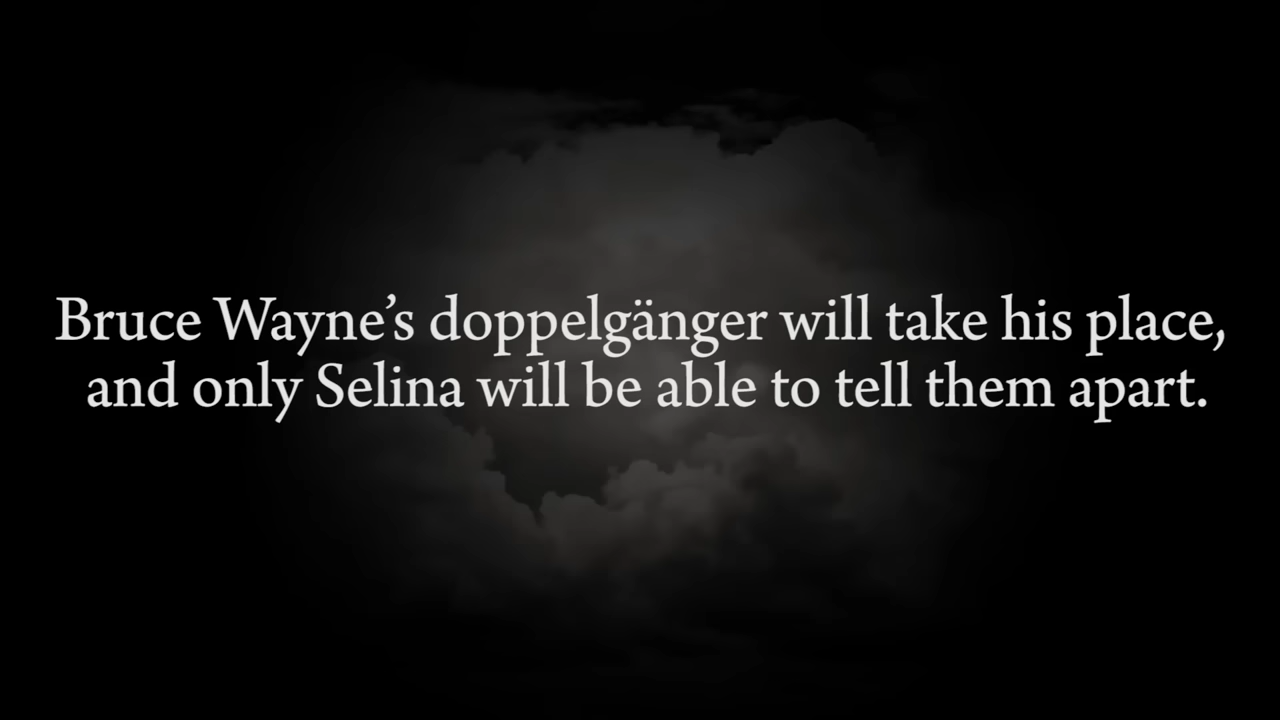 Bruce Wayne’s doppelgänger will take his place,
and only Selina will be able to tell them apart.